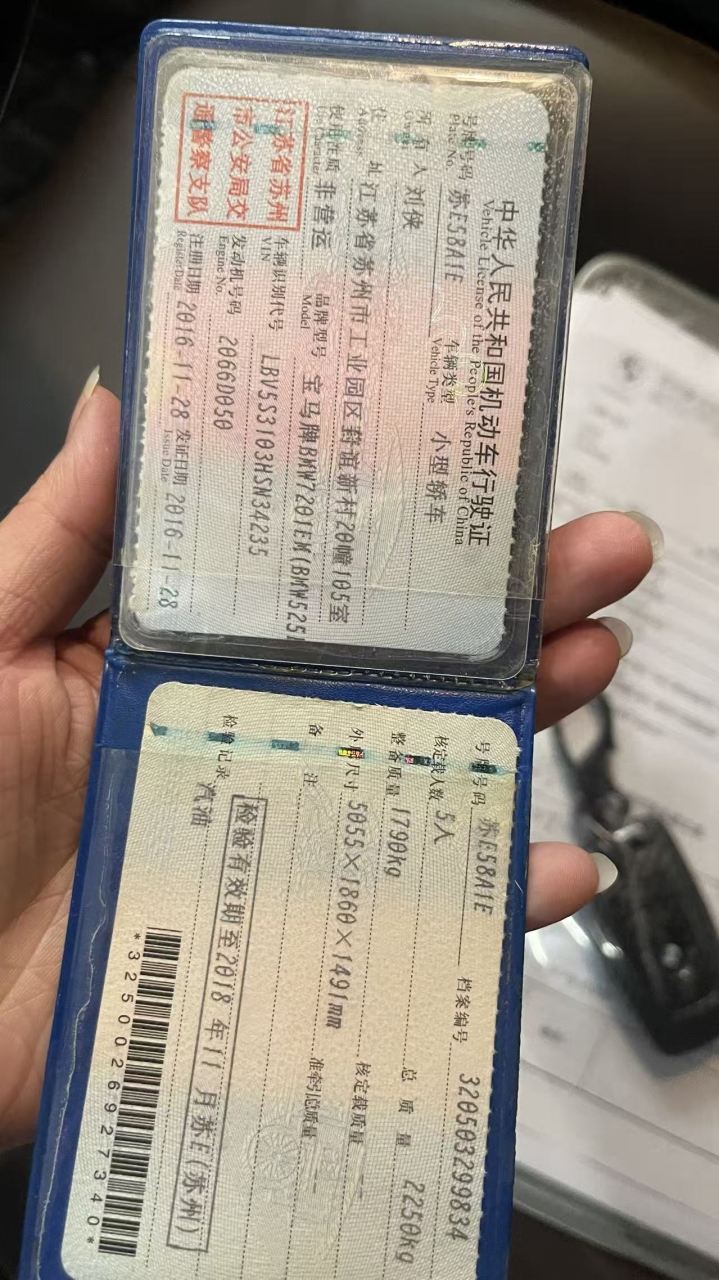 中华人民共和国机动车行驶证
Vehicle License of the People's Republic of China
号牌号码 苏E58A1E 车辆类型 小型轿车
Plate No. Vehicle Type
所有人 刘侠
住址 江苏省苏州市工业园区葑谊新村20幢105室
Address
使用性质 非营运 品牌型号 宝马牌BMW7201EM(BMW525l
Use Character Model
江苏省苏州
市公安局交
通警察支队
车辆识别代号 LBV5S3103HSN34235
VIN
发动机号码 2066D050
Engine No.
注册日期 2016-11-28 发证日期 2016-11-28
Register Date Issue Date
号牌号码 苏E58A1E 档案编号 320503299834
核定载人数 5人 总质量 2250kg
整备质量 1790kg 核定载质量 --
外廓尺寸 5055×1860×1491mm 准牵引总质量 --
备注
检验有效期至2018年11月苏E(苏州)
检验记录 汽油
*3250026927340*